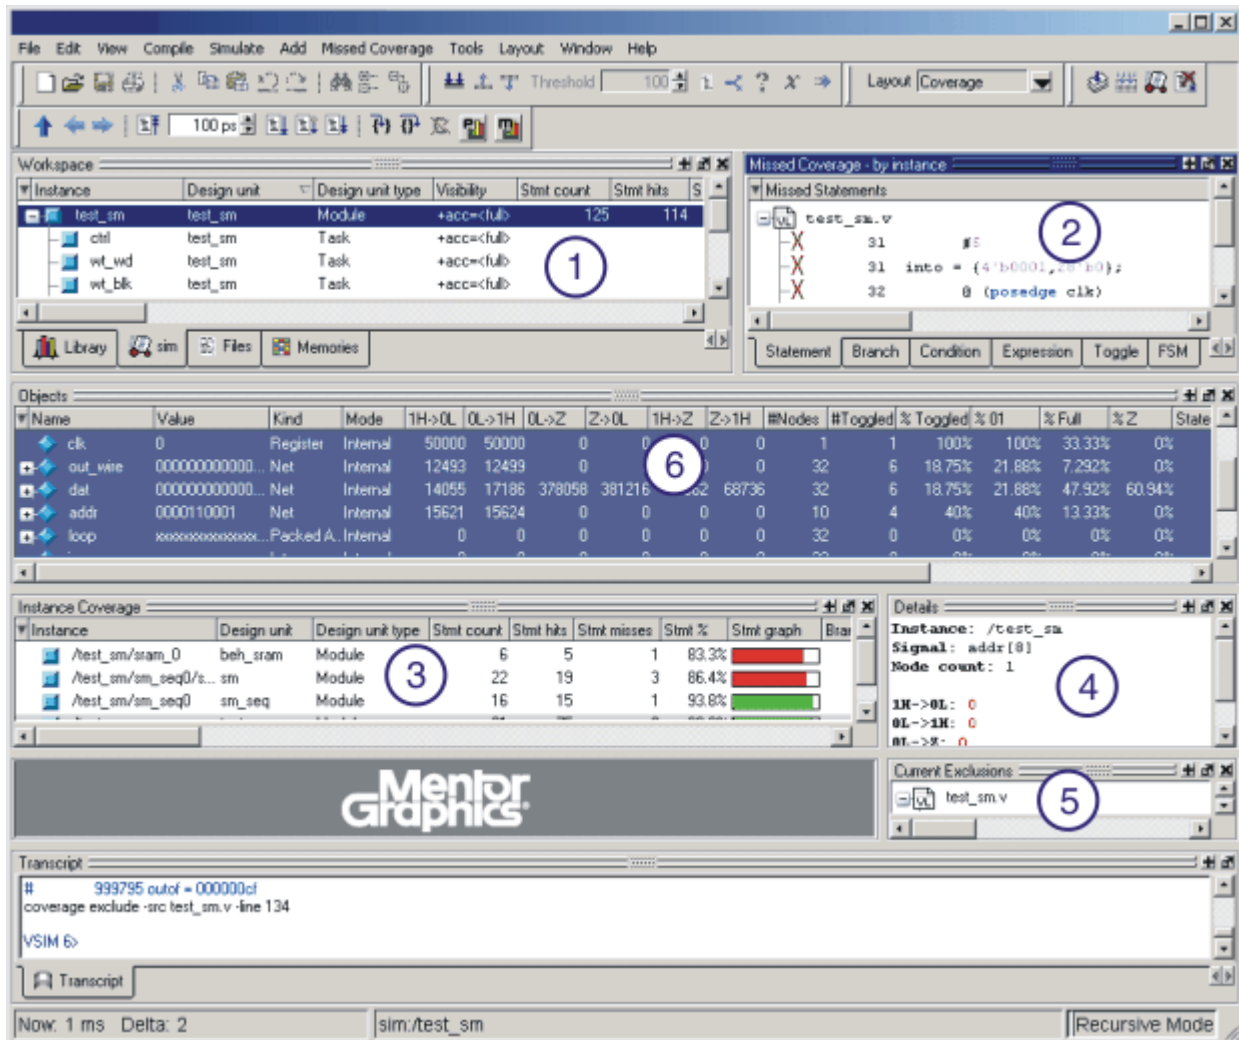 File Edit View Compile Simulate Add Missed Coverage Tools Layout Window Help
Threshold 100 Layout Coverage
100 ps
Workspace
Instance Design unit Design unit type Visibility Stmt count Stmt hits S
test_sm test_sm Module +acc=<full> 125 114
ctrl test_sm Task +acc=<full>
wt_wd test_sm Task +acc=<full>
wt_blk test_sm Task +acc=<full>
1
Library sim Files Memories
Missed Coverage - by instance
Missed Statements
test_sm.v
X 31 #5
X 31 into = {4'b0001,28'h0};
X 32 @ (posedge clk)
2
Statement Branch Condition Expression Toggle FSM
Objects
Name Value Kind Mode 1H->0L 0L->1H 0L->Z Z->0L 1H->Z Z->1H #Nodes #Toggled % Toggled % 01 % Full % Z State
clk 0 Register Internal 50000 50000 0 0 0 0 1 1 100% 100% 33.33% 0%
out_wire 000000000000... Net Internal 12493 12499 0 0 0 32 6 18.75% 21.88% 7.292% 0%
dat 000000000000... Net Internal 14055 17186 378058 381216 68736 32 6 18.75% 21.88% 47.92% 60.94%
addr 0000110001 Net Internal 15621 15624 0 0 0 0 10 4 40% 40% 13.33% 0%
loop xxxxxxxxxxxxxxxx... Packed A... Internal 0 0 0 0 0 0 32 0 0% 0% 0% 0%
6
Instance Coverage
Instance Design unit Design unit type Stmt count Stmt hits Stmt misses Stmt % Stmt graph Bran
/test_sm/sram_0 beh_sram Module 6 5 1 83.3%
/test_sm/sm_seq0/s... sm Module 22 19 3 86.4%
/test_sm/sm_seq0 sm_seq Module 16 15 1 93.8%
3
Details
Instance: /test_sm
Signal: addr[8]
Node count: 1
1H->0L: 0
0L->1H: 0
0L->Z: 0
4
Mentor Graphics
Current Exclusions
test_sm.v
5
Transcript
# 999795 outof = 000000cf
coverage exclude -src test_sm.v -line 134
VSIM 6>
Transcript
Now: 1 ms Delta: 2 sim:/test_sm Recursive Mode